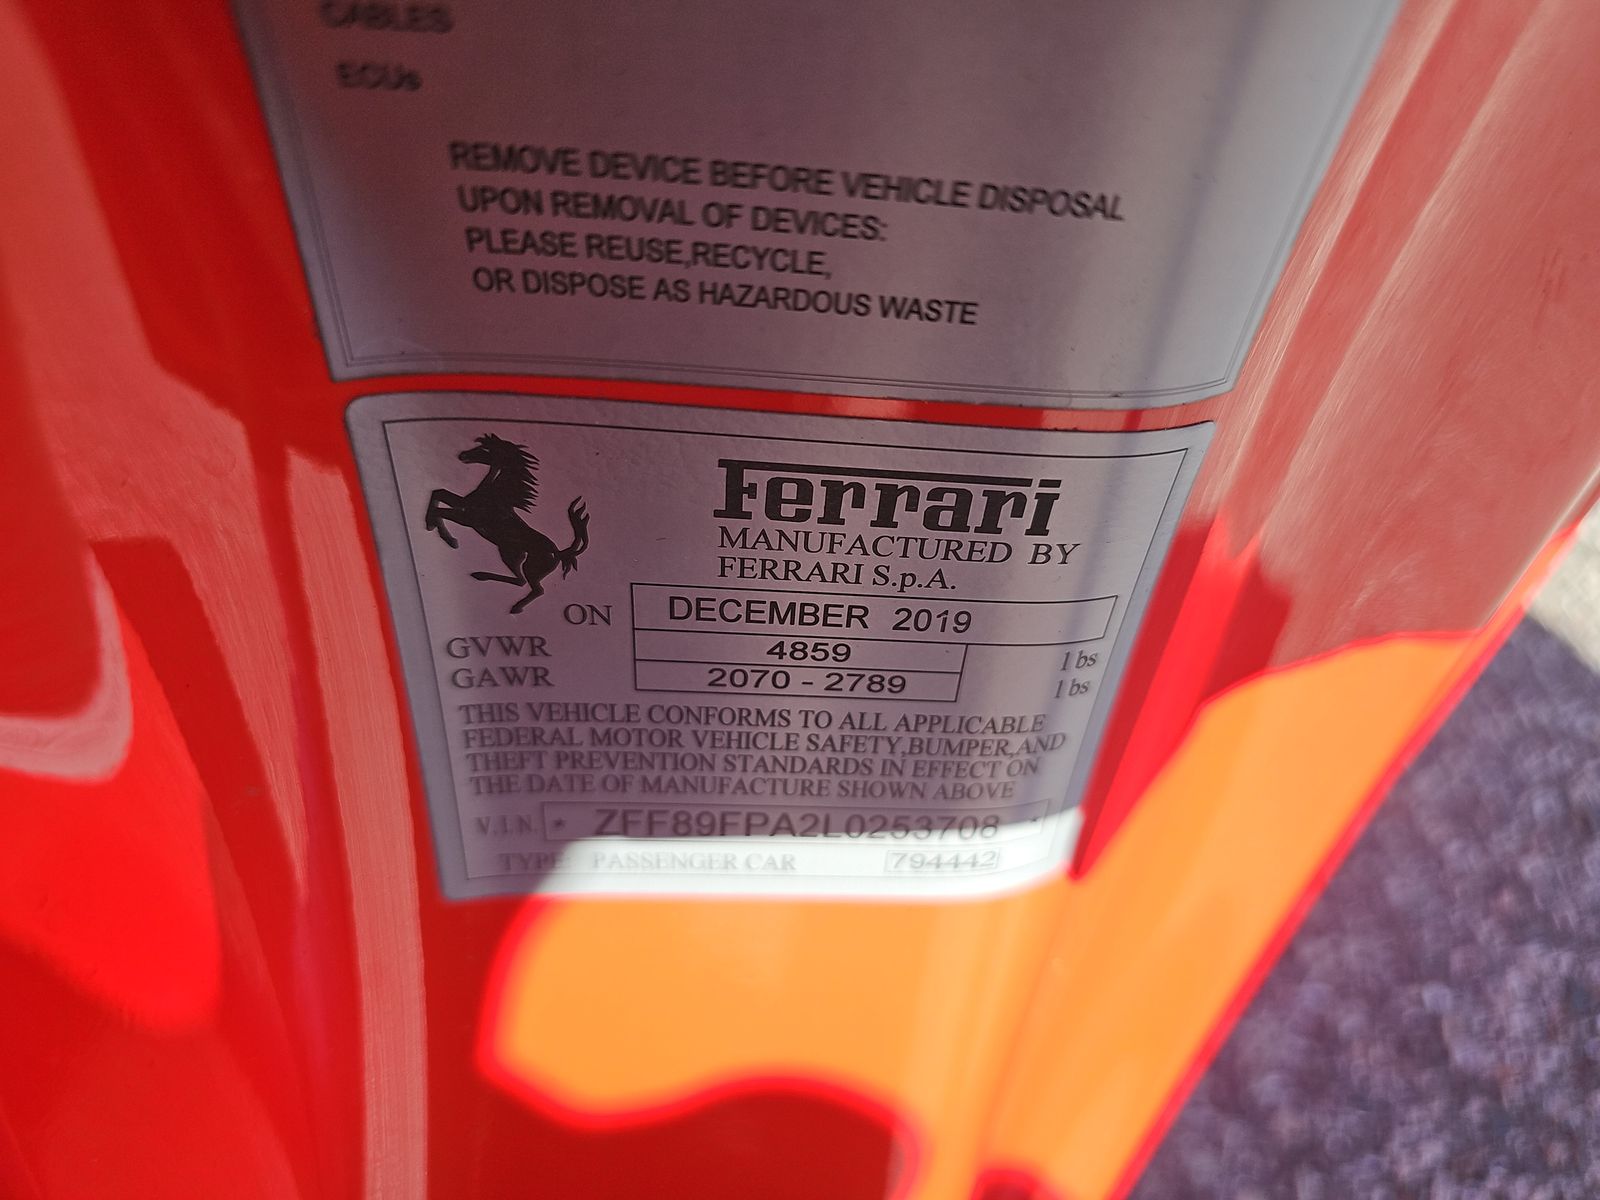 CABLES
ECUs
REMOVE DEVICE BEFORE VEHICLE DISPOSAL
UPON REMOVAL OF DEVICES:
PLEASE REUSE,RECYCLE,
OR DISPOSE AS HAZARDOUS WASTE
Ferrari
MANUFACTURED BY
FERRARI S.p.A.
ON DECEMBER 2019
GVWR 4859 lbs
GAWR 2070 - 2789 lbs
THIS VEHICLE CONFORMS TO ALL APPLICABLE
FEDERAL MOTOR VEHICLE SAFETY,BUMPER,AND
THEFT PREVENTION STANDARDS IN EFFECT ON
THE DATE OF MANUFACTURE SHOWN ABOVE
V.I.N. * ZFF89FPA2L0253708 *
TYPE: PASSENGER CAR 794442